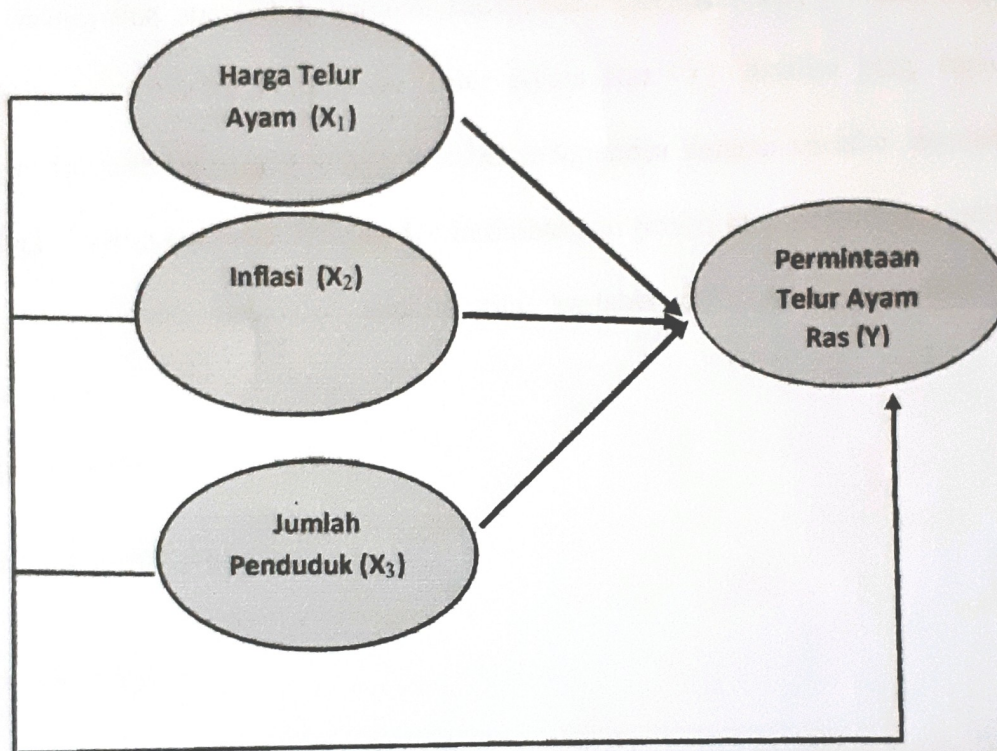 Harga Telur
Ayam (X₁)
Inflasi (X₂)
Permintaan
Telur Ayam
Ras (Y)
Jumlah
Penduduk (X₃)